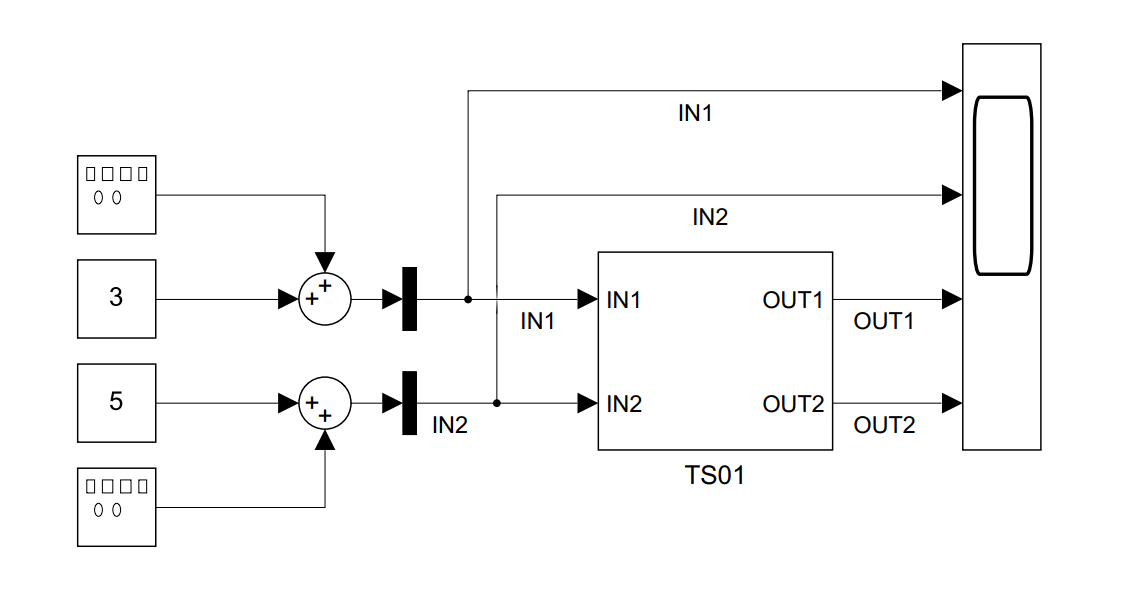 IN1
IN2
3
+
+
IN1
IN1
OUT1
OUT1
5
+
+
IN2
IN2
OUT2
OUT2
TS01